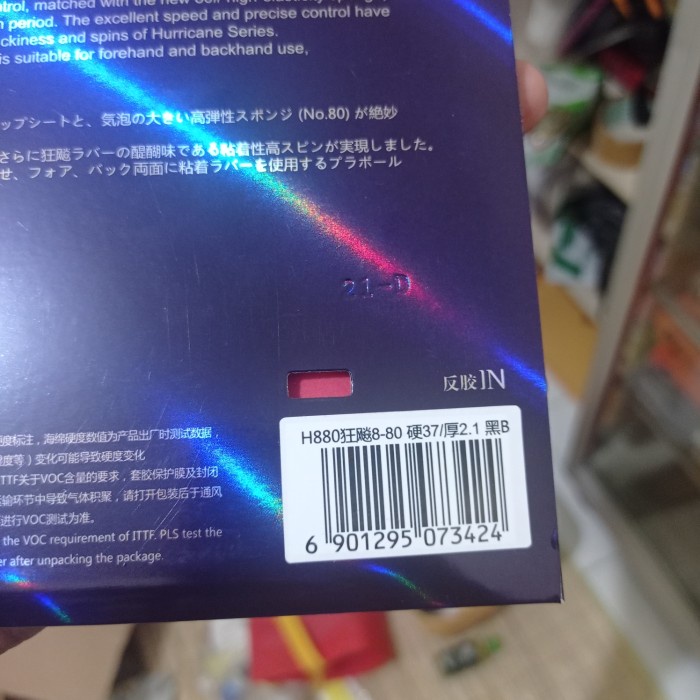 ntrol, matched with the new soft high elasticity sponge,
n period. The excellent speed and precise control have
ckiness and spins of Hurricane Series.
is suitable for forehand and backhand use,
ップシートと、気泡の大きい高弾性スポンジ (No.80) が絶妙
さらに狂飚ラバーの醍醐味である粘着性高スピンが実現しました。
せ、フォア、バック両面に粘着ラバーを使用するプラボール
21-D
反胶IN
硬度标注，海绵硬度数值为产品出厂时测试数据，
湿度等）变化可能导致硬度变化
TTF关于VOC含量的要求，套胶保护膜及封闭
运输环节中导致气体积聚，请打开包装后于通风
进行VOC测试为准。
the VOC requirement of ITTF. PLS test the
er after unpacking the package.
H880狂飚8-80 硬37/厚2.1 黑B
6 901295 073424